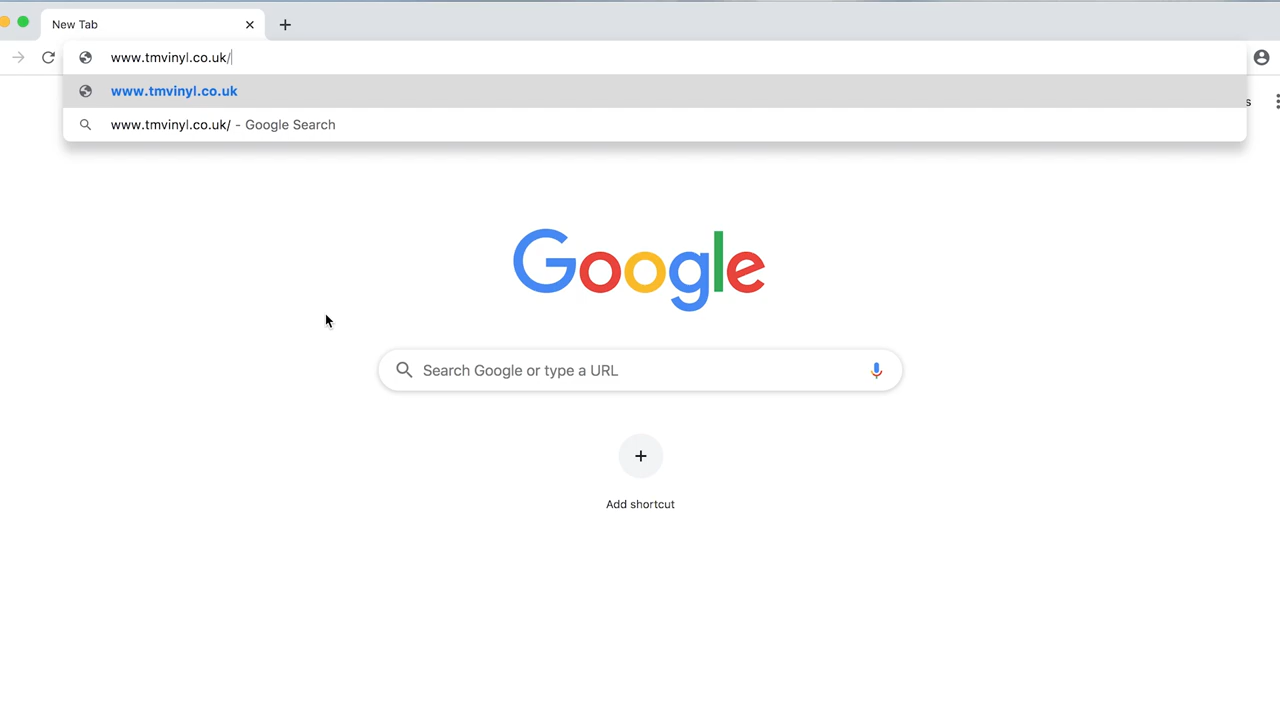 New Tab
www.tmvinyl.co.uk/
www.tmvinyl.co.uk
www.tmvinyl.co.uk/ - Google Search
s
Google
Search Google or type a URL
Add shortcut